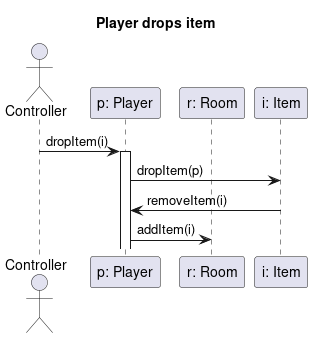 Player drops item
Controller
p: Player
r: Room
i: Item
dropItem(i)
dropItem(p)
removeItem(i)
addItem(i)
Controller
p: Player
r: Room
i: Item